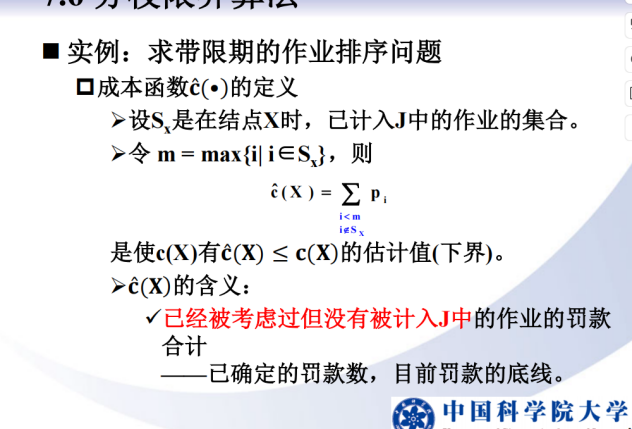 ■ 实例：求带限期的作业排序问题
成本函数ĉ(•)的定义
➢设Sₓ是在结点X时，已计入J中的作业的集合。
➢令 m = max{i| i∈Sₓ}，则
ĉ(X) = ∑ pᵢ
i<m
i∉Sₓ
是使c(X)有ĉ(X) ≤ c(X)的估计值(下界)。
➢ĉ(X)的含义：
✓已经被考虑过但没有被计入J中的作业的罚款
合计
——已确定的罚款数，目前罚款的底线。
中国科学院大学